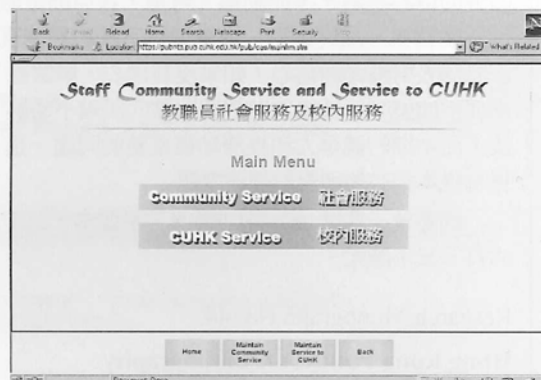 Back Reload Home Search Netscape Print Security
Bookmarks Location: What's Related
Staff Community Service and Service to CUHK
教職員社會服務及校內服務
Main Menu
Community Service 社會服務
CUHK Service 校內服務
Home Maintain Community Service Maintain Service to CUHK Back
Document: Done